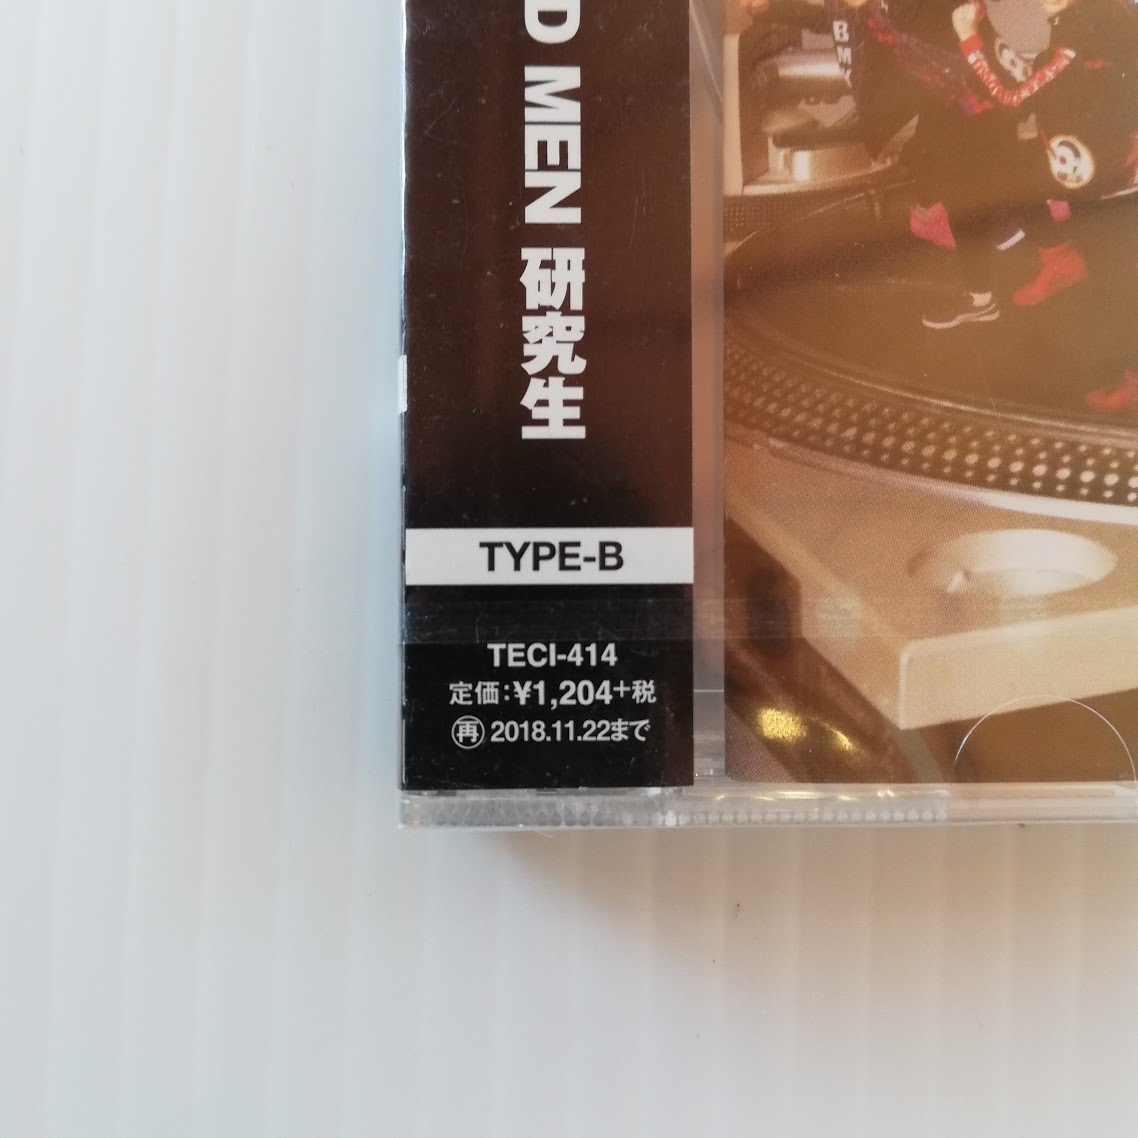 D MEN 研究生
TYPE-B
TECI-414
定価:¥1,204+税
再 2018.11.22まで